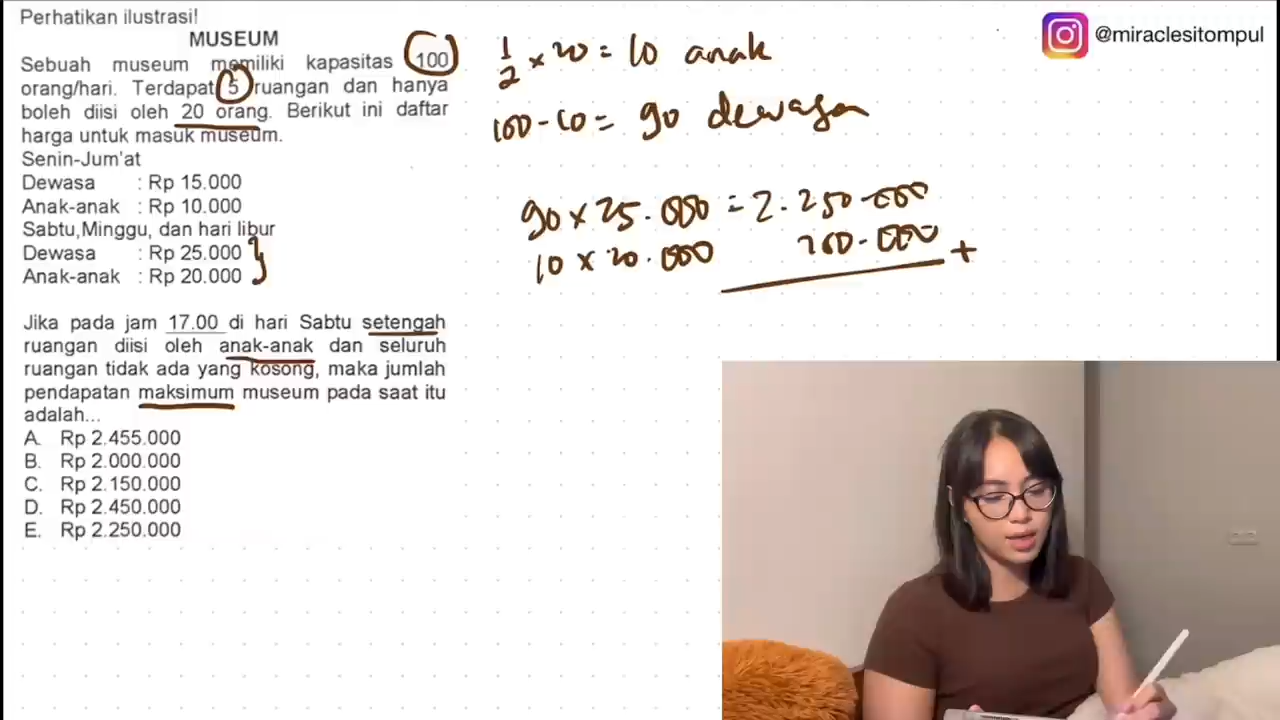 Perhatikan ilustrasi!
MUSEUM
Sebuah museum memiliki kapasitas 100
orang/hari. Terdapat 5 ruangan dan hanya
boleh diisi oleh 20 orang. Berikut ini daftar
harga untuk masuk museum.
Senin-Jum'at
Dewasa : Rp 15.000
Anak-anak : Rp 10.000
Sabtu,Minggu, dan hari libur
Dewasa : Rp 25.000
Anak-anak : Rp 20.000
Jika pada jam 17.00 di hari Sabtu setengah
ruangan diisi oleh anak-anak dan seluruh
ruangan tidak ada yang kosong, maka jumlah
pendapatan maksimum museum pada saat itu
adalah...
A. Rp 2.455.000
B. Rp 2.000.000
C. Rp 2.150.000
D. Rp 2.450.000
E. Rp 2.250.000
1/2 × 20 = 10 anak
100 - 10 = 90 dewasa
90 × 25.000 = 2.250.000
10 × 20.000 200.000 +
@miraclesitompul